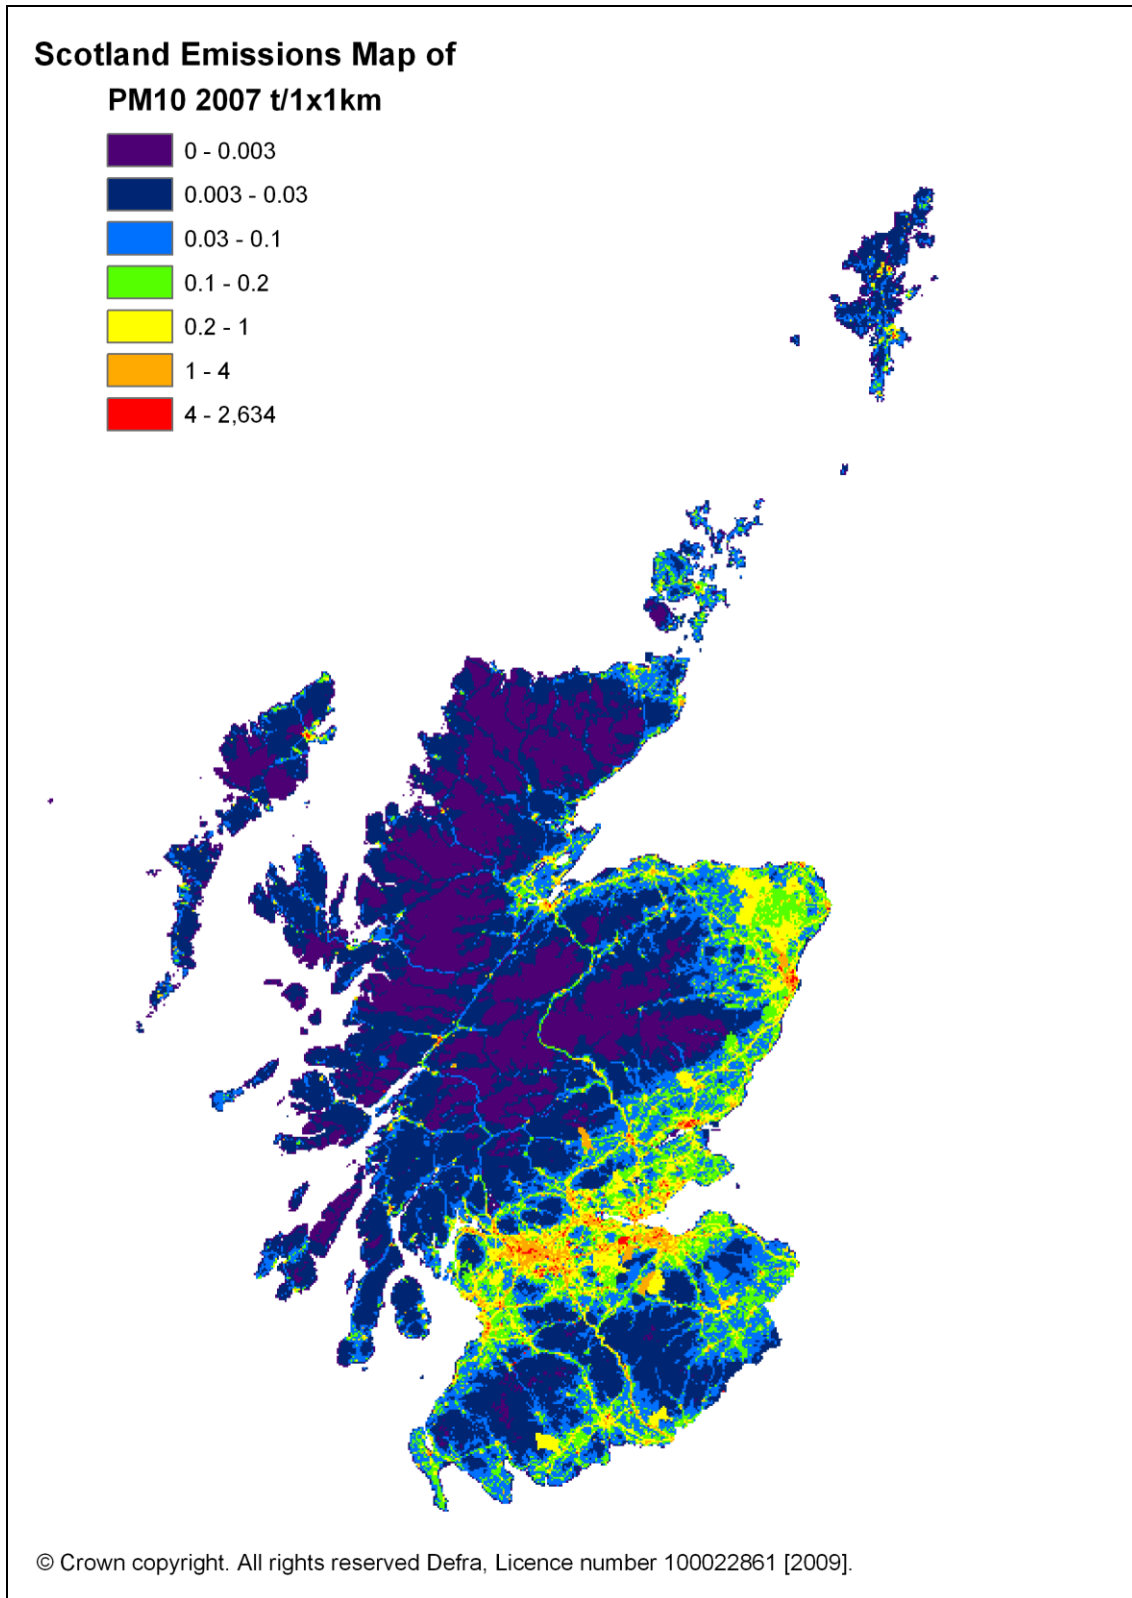 Scotland Emissions Map of
PM10 2007 t/1x1km
0 - 0.003
0.003 - 0.03
0.03 - 0.1
0.1 - 0.2
0.2 - 1
1 - 4
4 - 2,634
© Crown copyright. All rights reserved Defra, Licence number 100022861 [2009].